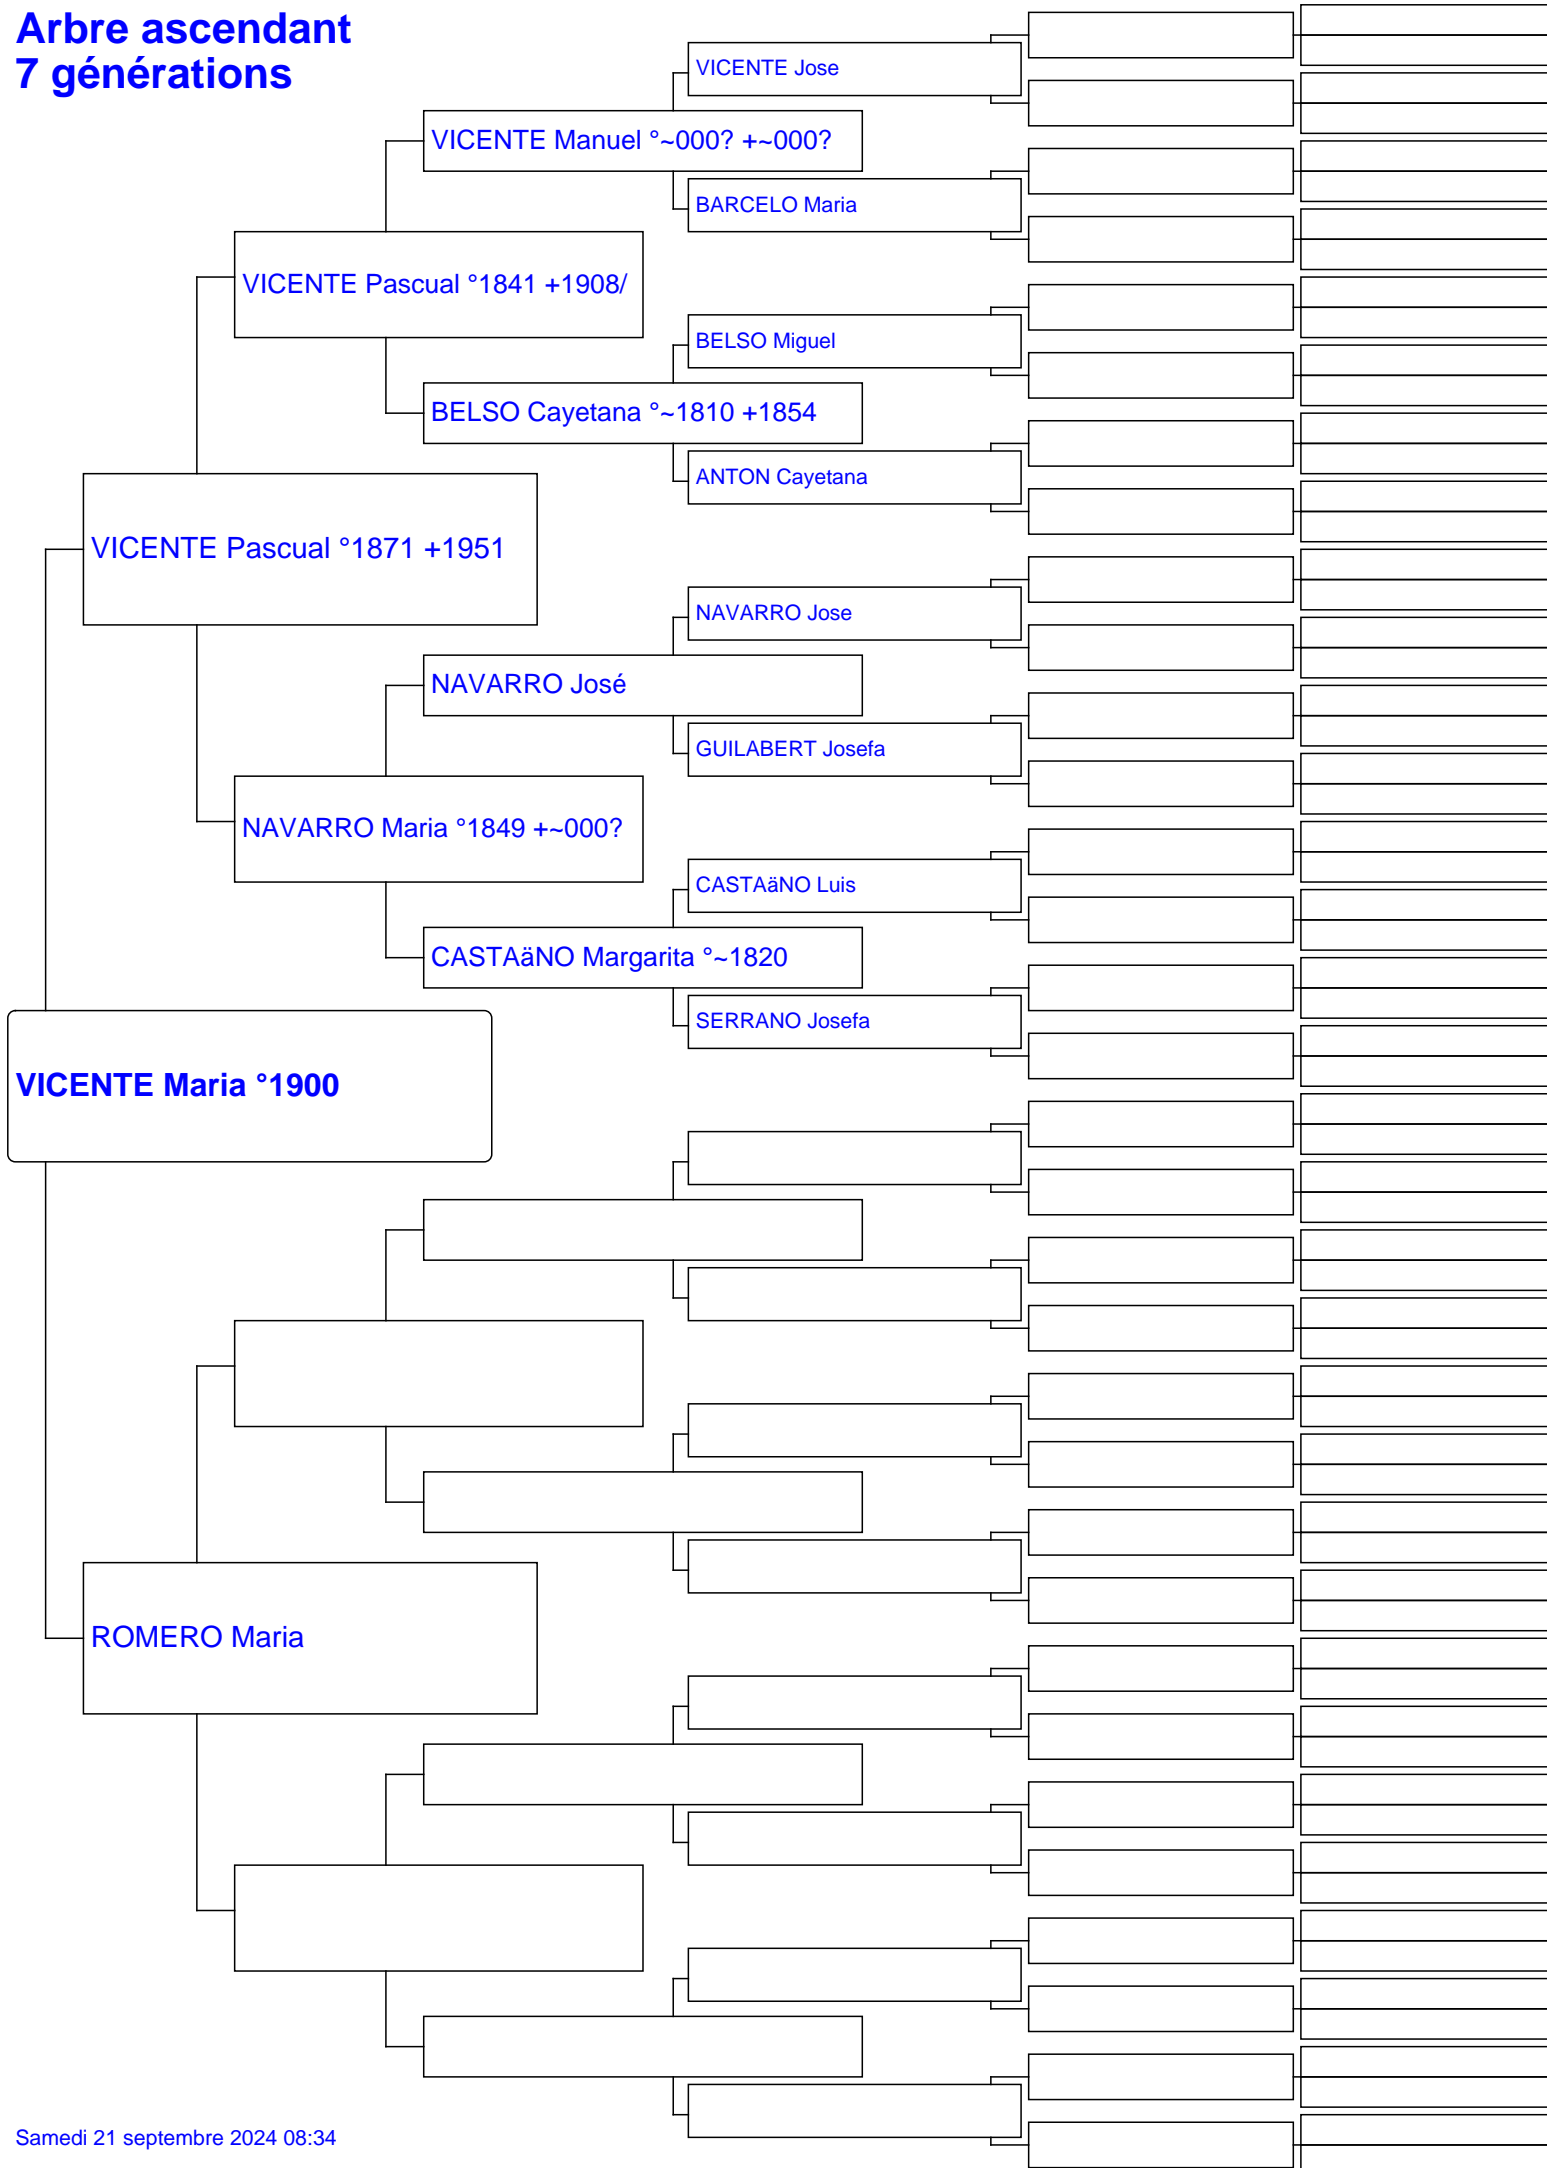 Arbre ascendant
7 générations
VICENTE Jose
VICENTE Manuel °~000? +~000?
BARCELO Maria
VICENTE Pascual °1841 +1908/
BELSO Miguel
BELSO Cayetana °~1810 +1854
ANTON Cayetana
VICENTE Pascual °1871 +1951
NAVARRO Jose
NAVARRO José
GUILABERT Josefa
NAVARRO Maria °1849 +~000?
CASTAäNO Luis
CASTAäNO Margarita °~1820
SERRANO Josefa
VICENTE Maria °1900
ROMERO Maria
Samedi 21 septembre 2024 08:34